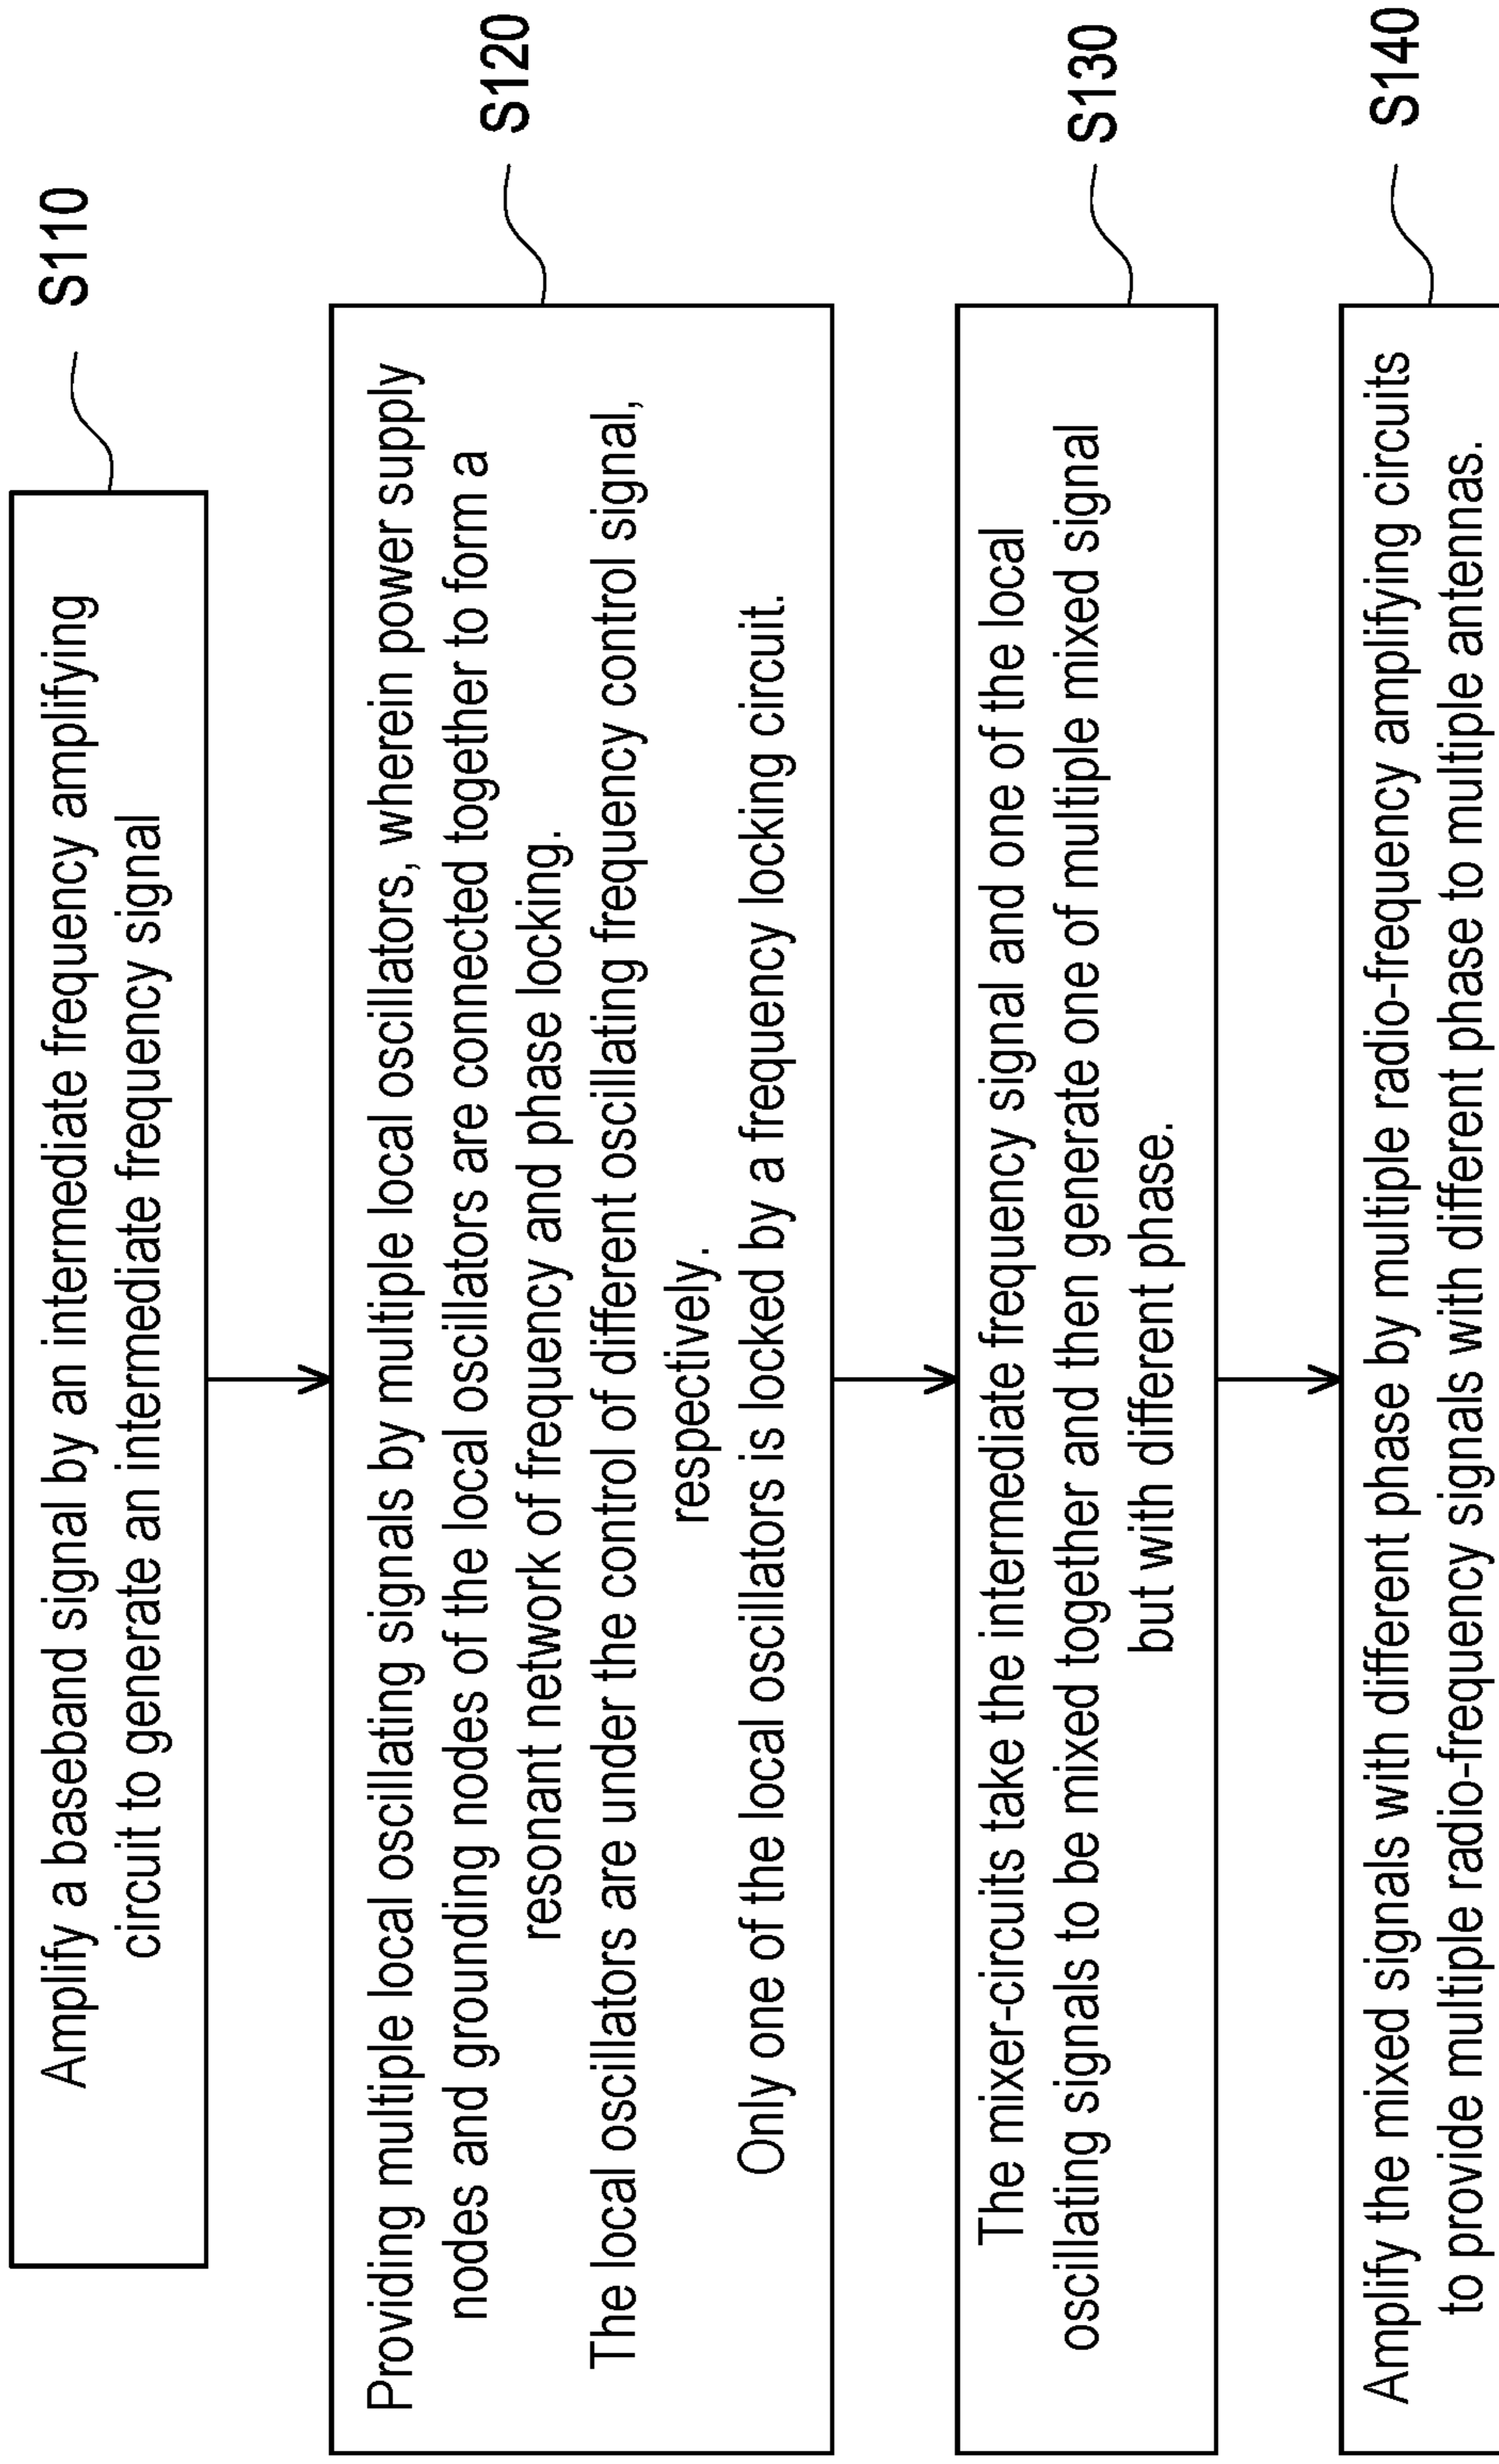 S110
Amplify a baseband signal by an intermediate frequency amplifying
circuit to generate an intermediate frequency signal
S120
Providing multiple local oscillating signals by multiple local oscillators, wherein power supply
nodes and grounding nodes of the local oscillators are connected together to form a
resonant network of frequency and phase locking.
The local oscillators are under the control of different oscillating frequency control signal,
respectively.
Only one of the local oscillators is locked by a frequency locking circuit.
S130
The mixer-circuits take the intermediate frequency signal and one of the local
oscillating signals to be mixed together and then generate one of multiple mixed signal
but with different phase.
S140
Amplify the mixed signals with different phase by multiple radio-frequency amplifying circuits
to provide multiple radio-frequency signals with different phase to multiple antennas.